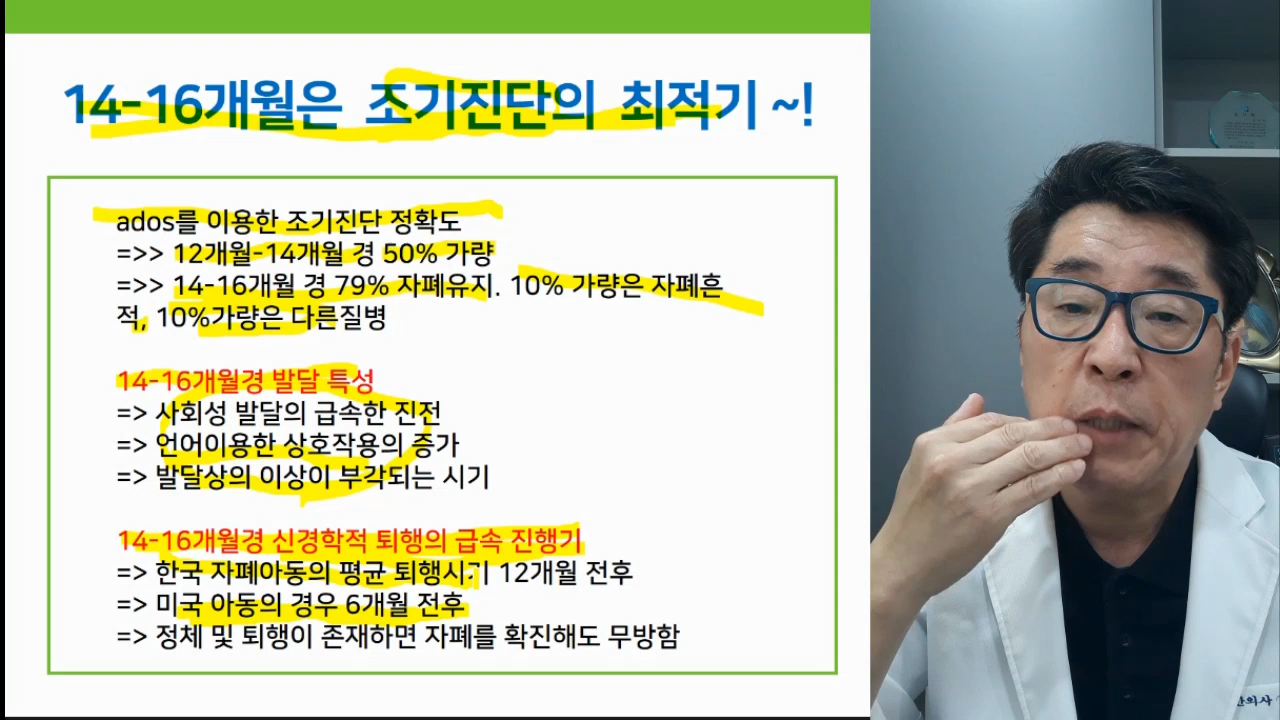 14-16개월은 조기진단의 최적기 ~!
ados를 이용한 조기진단 정확도
=>> 12개월-14개월 경 50% 가량
=>> 14-16개월 경 79% 자폐유지. 10% 가량은 자폐흔
적, 10%가량은 다른질병
14-16개월경 발달 특성
=> 사회성 발달의 급속한 진전
=> 언어이용한 상호작용의 증가
=> 발달상의 이상이 부각되는 시기
14-16개월경 신경학적 퇴행의 급속 진행기
=> 한국 자폐아동의 평균 퇴행시기 12개월 전후
=> 미국 아동의 경우 6개월 전후
=> 정체 및 퇴행이 존재하면 자폐를 확진해도 무방함